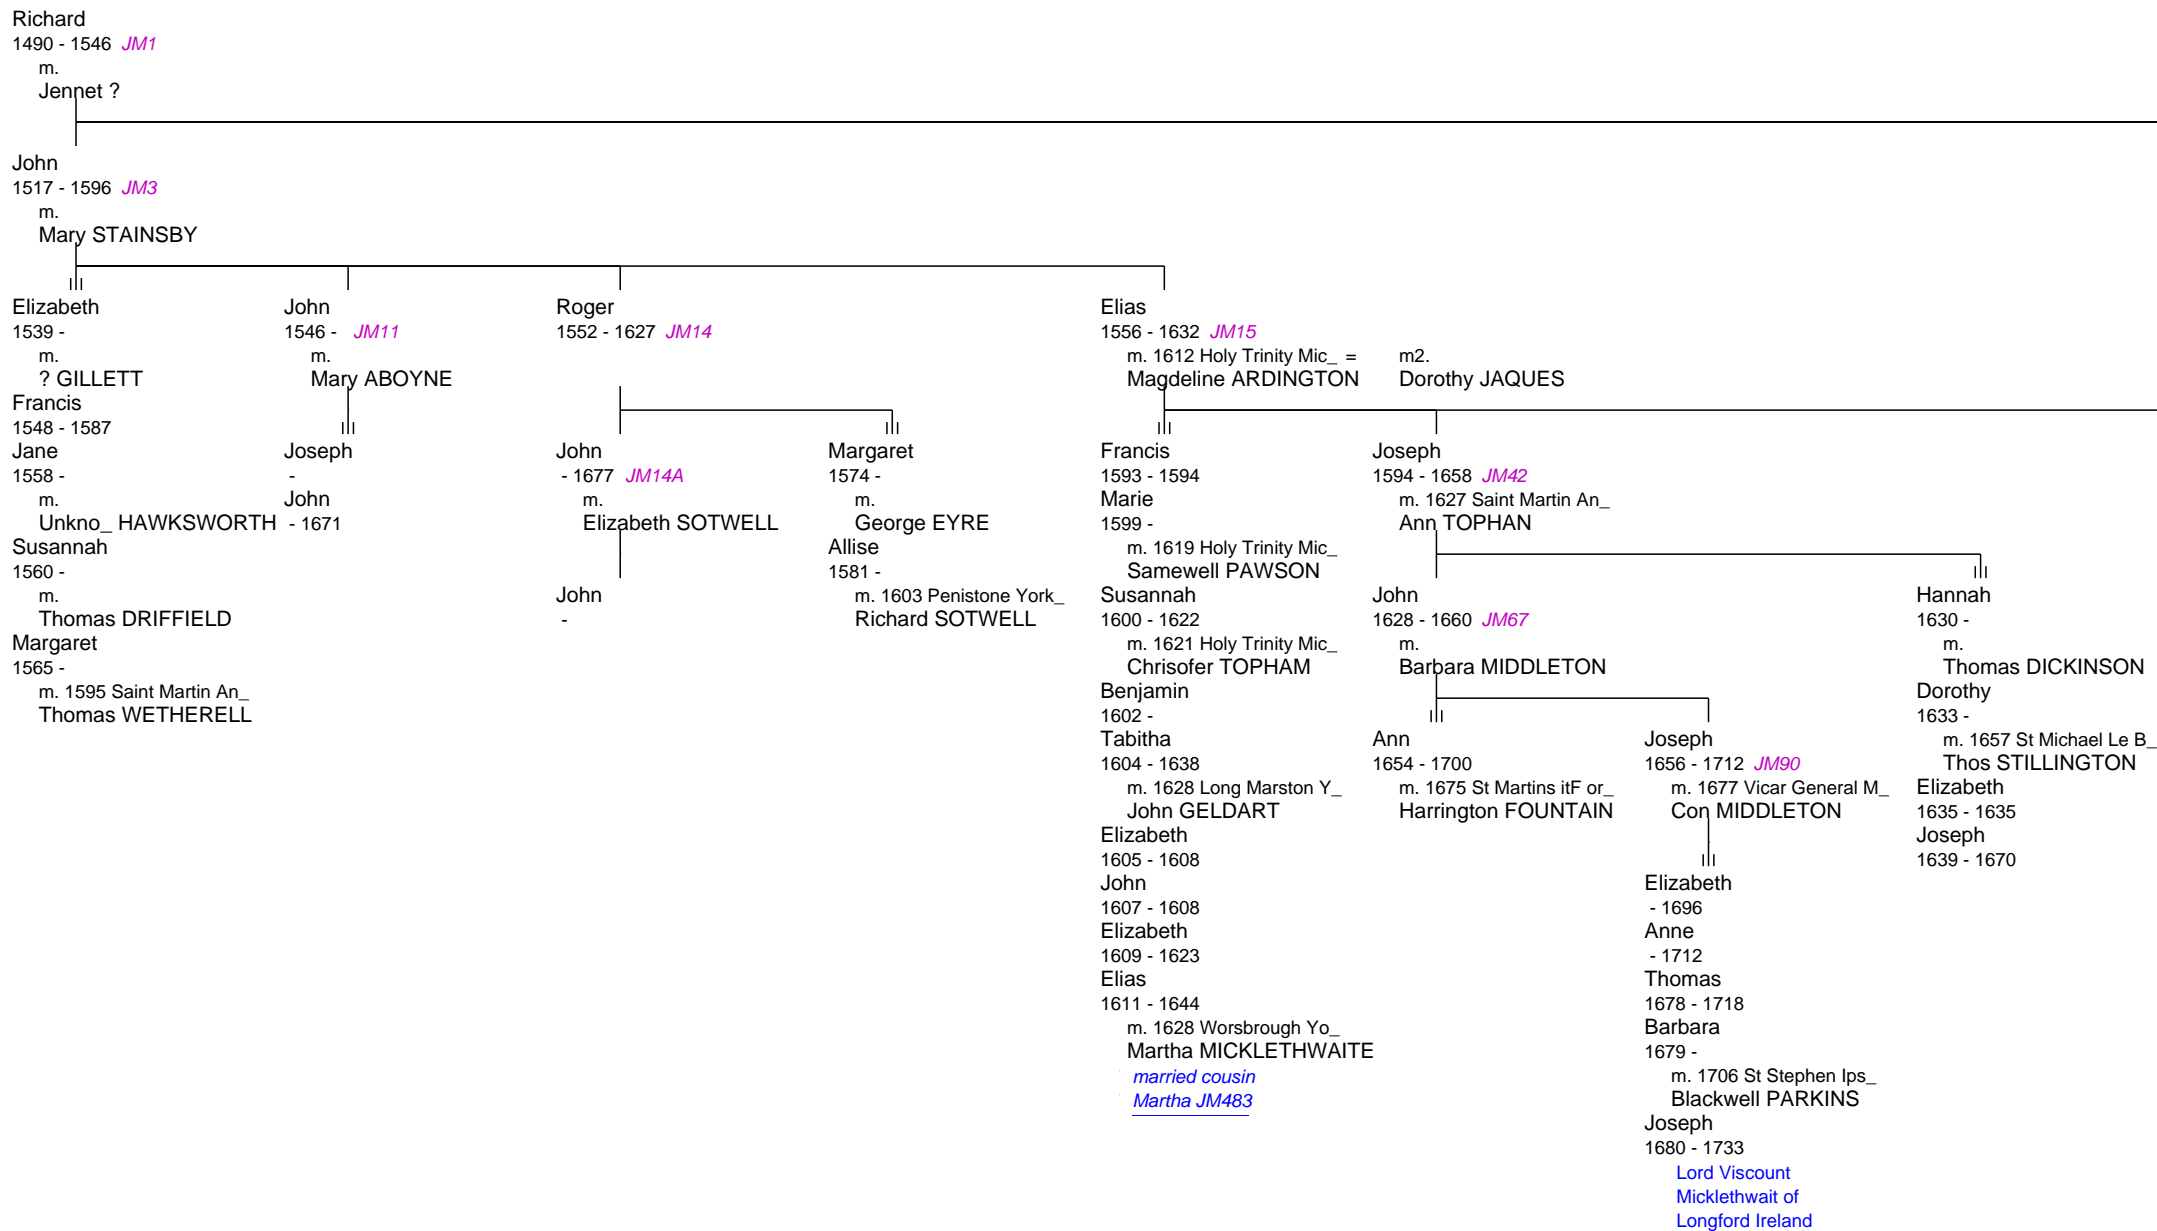 Richard
1490 - 1546 JM1
m.
Jennet ?
John
1517 - 1596 JM3
m.
Mary STAINSBY
Elizabeth
1539 -
m.
? GILLETT
Francis
1548 - 1587
Jane
1558 -
m.
Unkno_ HAWKSWORTH
Susannah
1560 -
m.
Thomas DRIFFIELD
Margaret
1565 -
m. 1595 Saint Martin An_
Thomas WETHERELL
John
1546 - JM11
m.
Mary ABOYNE
Joseph
-
John
- 1671
Roger
1552 - 1627 JM14
John
- 1677 JM14A
m.
Elizabeth SOTWELL
John
-
Margaret
1574 -
m.
George EYRE
Allise
1581 -
m. 1603 Penistone York_
Richard SOTWELL
Elias
1556 - 1632 JM15
m. 1612 Holy Trinity Mic_ =
Magdeline ARDINGTON
m2.
Dorothy JAQUES
Francis
1593 - 1594
Marie
1599 -
m. 1619 Holy Trinity Mic_
Samewell PAWSON
Susannah
1600 - 1622
m. 1621 Holy Trinity Mic_
Chrisofer TOPHAM
Benjamin
1602 -
Tabitha
1604 - 1638
m. 1628 Long Marston Y_
John GELDART
Elizabeth
1605 - 1608
John
1607 - 1608
Elizabeth
1609 - 1623
Elias
1611 - 1644
m. 1628 Worsbrough Yo_
Martha MICKLETHWAITE
married cousin
Martha JM483
Joseph
1594 - 1658 JM42
m. 1627 Saint Martin An_
Ann TOPHAN
John
1628 - 1660 JM67
m.
Barbara MIDDLETON
Ann
1654 - 1700
m. 1675 St Martins itF or_
Harrington FOUNTAIN
Joseph
1656 - 1712 JM90
m. 1677 Vicar General M_
Con MIDDLETON
Elizabeth
- 1696
Anne
- 1712
Thomas
1678 - 1718
Barbara
1679 -
m. 1706 St Stephen Ips_
Blackwell PARKINS
Joseph
1680 - 1733
Lord Viscount
Micklethwait of
Longford Ireland
Hannah
1630 -
m.
Thomas DICKINSON
Dorothy
1633 -
m. 1657 St Michael Le B_
Thos STILLINGTON
Elizabeth
1635 - 1635
Joseph
1639 - 1670